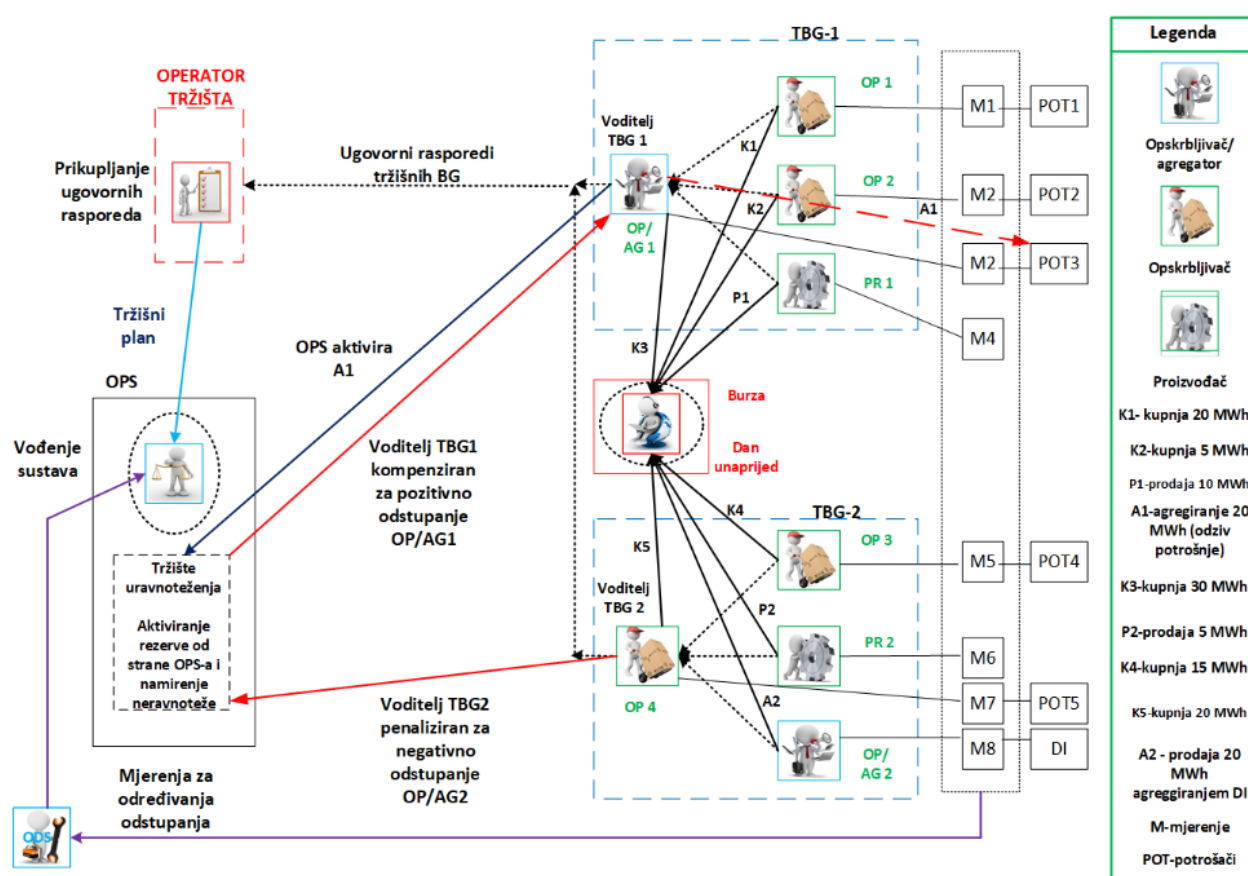 TBG-1
Legenda
OPERATOR
TRŽIŠTA
Prikupljanje
ugovornih
rasporeda
Ugovorni rasporedi
tržišnih BG
Voditelj
TBG 1
OP/
AG 1
OP 1
OP 2
PR 1
K1
K2
P1
K3
A1
M1
POT1
M2
POT2
M2
POT3
M4
Opskrbljivač/
agregator
Opskrbljivač
Proizvođač
Tržišni
plan
OPS aktivira
A1
OPS
Vođenje
sustava
Voditelj TBG1
kompenziran
za pozitivno
odstupanje
OP/AG1
Burza
Dan
unaprijed
Tržište
uravnoteženja
Aktiviranje
rezerve od
strane OPS-a i
namirenje
neravnoteže
TBG-2
K4
K5
P2
A2
Voditelj
TBG 2
OP 4
OP 3
PR 2
OP/
AG 2
M5
POT4
M6
M7
POT5
M8
DI
Voditelj TBG2
penaliziran za
negativno
odstupanje
OP/AG2
Mjerenja za
određivanja
odstupanja
ODS
K1- kupnja 20 MWh
K2-kupnja 5 MWh
P1-prodaja 10 MWh
A1-agregiranje 20
MWh (odziv
potrošnje)
K3-kupnja 30 MWh
P2-prodaja 5 MWh
K4-kupnja 15 MWh
K5-kupnja 20 MWh
A2 - prodaja 20
MWh
agreggiranjem DI
M-mjerenje
POT-potrošači